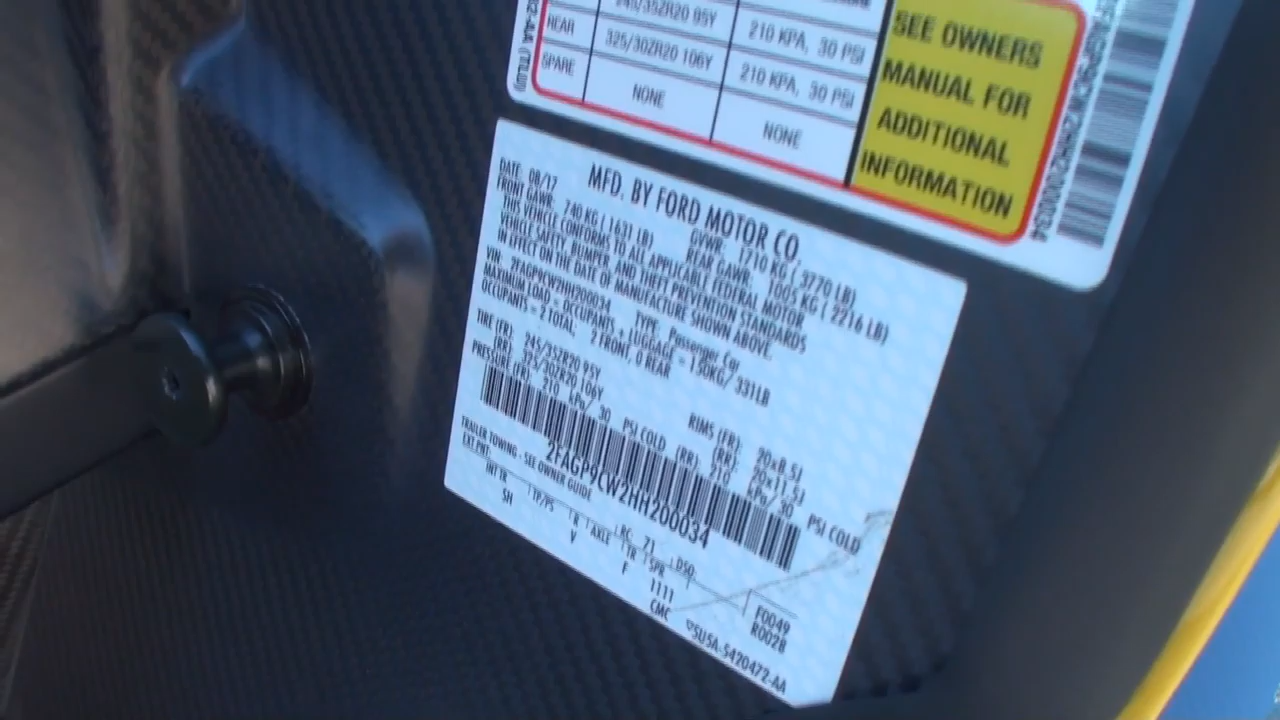 245/35ZR20 95Y
REAR 325/30ZR20 106Y 210 KPA, 30 PSI
SPARE NONE 210 KPA, 30 PSI
NONE
SEE OWNERS
MANUAL FOR
ADDITIONAL
INFORMATION
MFD. BY FORD MOTOR CO.
DATE: 08/17 GVWR: 1710 KG ( 3770 LB)
FRONT GAWR: 740 KG ( 1631 LB) REAR GAWR: 1005 KG ( 2216 LB)
THIS VEHICLE CONFORMS TO ALL APPLICABLE FEDERAL MOTOR
VEHICLE SAFETY, BUMPER, AND THEFT PREVENTION STANDARDS
IN EFFECT ON THE DATE OF MANUFACTURE SHOWN ABOVE.
VIN: 2FAGP9CW2HH200034 TYPE: Passenger Car
MAXIMUM LOAD = OCCUPANTS + LUGGAGE = 150KG/ 331LB
OCCUPANTS = 2 TOTAL, 2 FRONT, 0 REAR
TIRE (FR): 245/35ZR20 95Y RIMS (FR): 20x8.5J
(RR): 325/30ZR20 106Y (RR): 20x11.5J
PRESSURE (FR): 210 kPa/ 30 PSI COLD (RR): 210 kPa/ 30 PSI COLD
2FAGP9CW2HH200034
TRAILER TOWING - SEE OWNER GUIDE
EXT PNT: RC: 71 DSO: F0049
INT TR TP/PS R AXLE TR SPR R0028
SH V F 1111
CMC 5U5A-5420472-AA